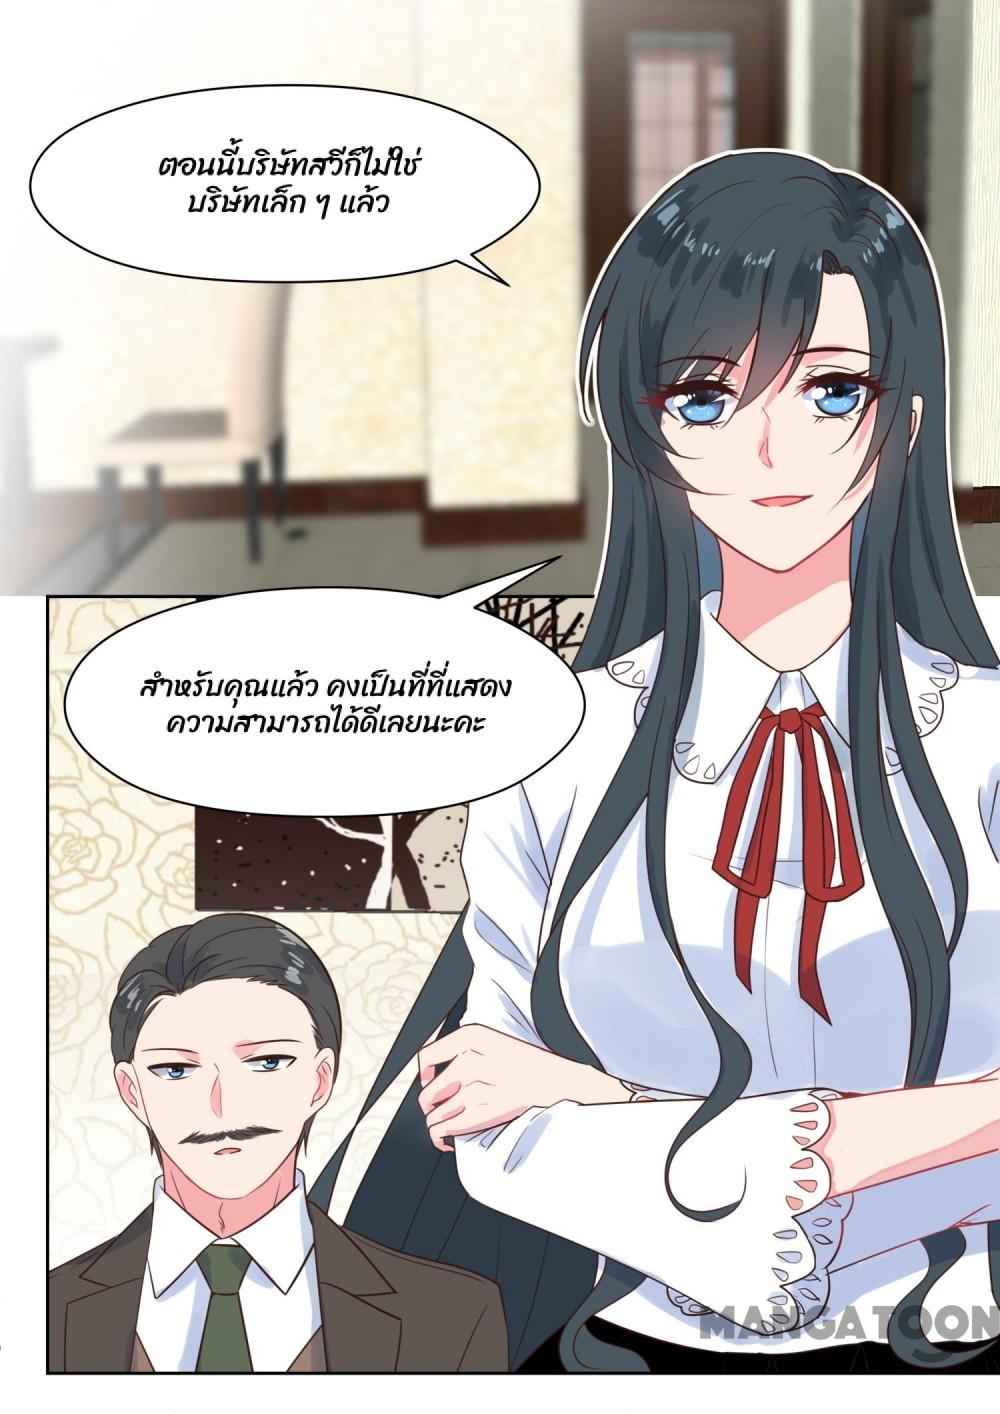 ตอนนี้บริษัทสวีก็ไม่ใช่
บริษัทเล็ก ๆ แล้ว
สำหรับคุณแล้ว คงเป็นที่ที่แสดง
ความสามารถได้ดีเลยนะคะ
MANGATOON